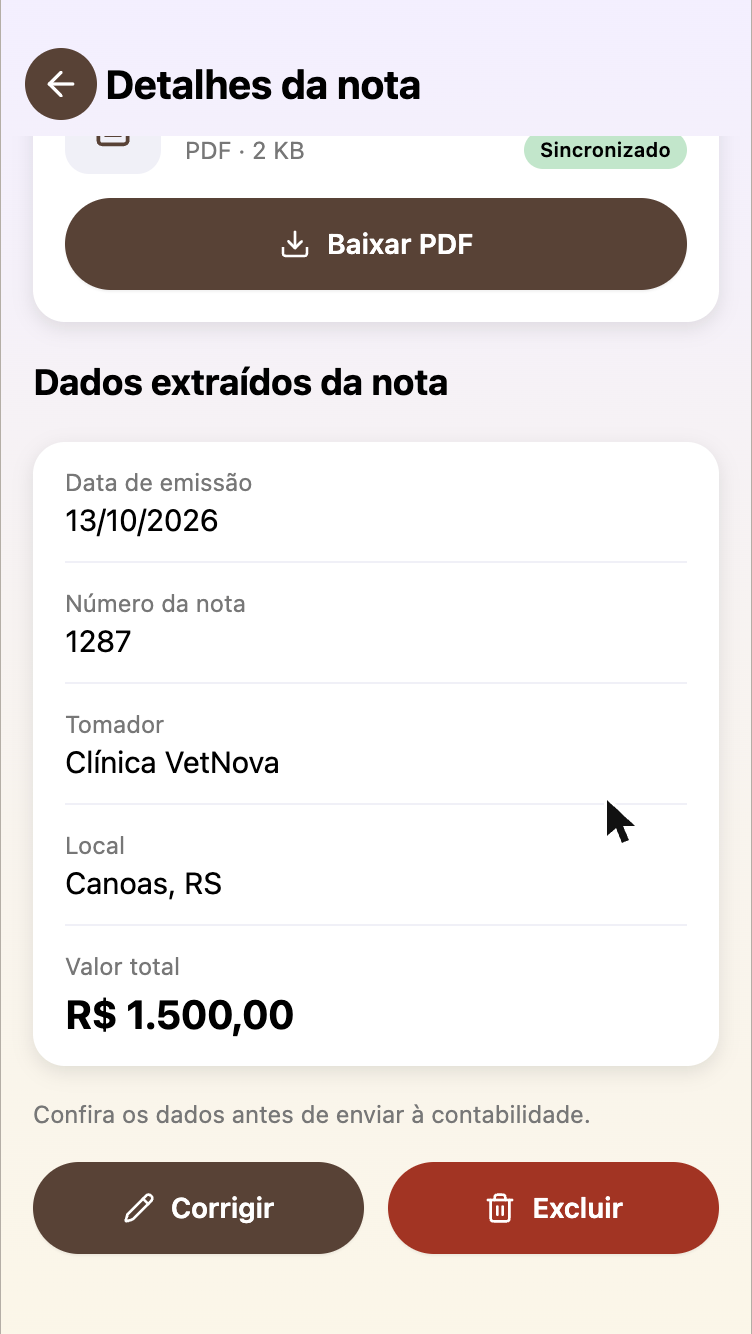 Detalhes da nota
PDF · 2 KB
Sincronizado
Baixar PDF
Dados extraídos da nota
Data de emissão
13/10/2026
Número da nota
1287
Tomador
Clínica VetNova
Local
Canoas, RS
Valor total
R$ 1.500,00
Confira os dados antes de enviar à contabilidade.
Corrigir
Excluir